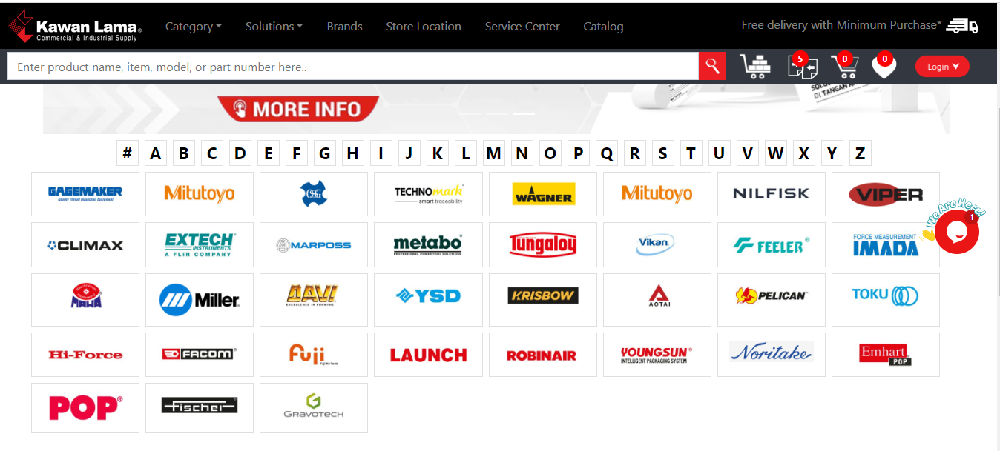 Kawan Lama®
Commercial & Industrial Supply
Category
Solutions
Brands
Store Location
Service Center
Catalog
Free delivery with Minimum Purchase*
Enter product name, item, model, or part number here..
5
0
0
Login
MORE INFO
DI TANGAN
# A B C D E F G H I J K L M N O P Q R S T U V W X Y Z
GAGEMAKER
Quality Thread Inspection Equipment
Mitutoyo
OSG
TECHNOmark
smart traceability
WAGNER
Mitutoyo
NILFISK
VIPER
We Are Here!
1
CLIMAX
EXTECH®
INSTRUMENTS
A FLIR COMPANY
MARPOSS
metabo®
PROFESSIONAL POWER TOOL SOLUTIONS
Tungaloy
Vikan®
FEELER®
FORCE MEASUREMENT
IMADA
MAHA
Miller®
DAVI
EXCELLENCE IN FORMING
YSD
KRISBOW
AOTAI
PELICAN™
TOKU
Hi-Force
FACOM®
Fuji
Fuji Air Tools
LAUNCH
ROBINAIR
YOUNGSUN®
INTELLIGENT PACKAGING SYSTEM
Noritake
Emhart
POP
POP®
Fischer
GRAVOTECH